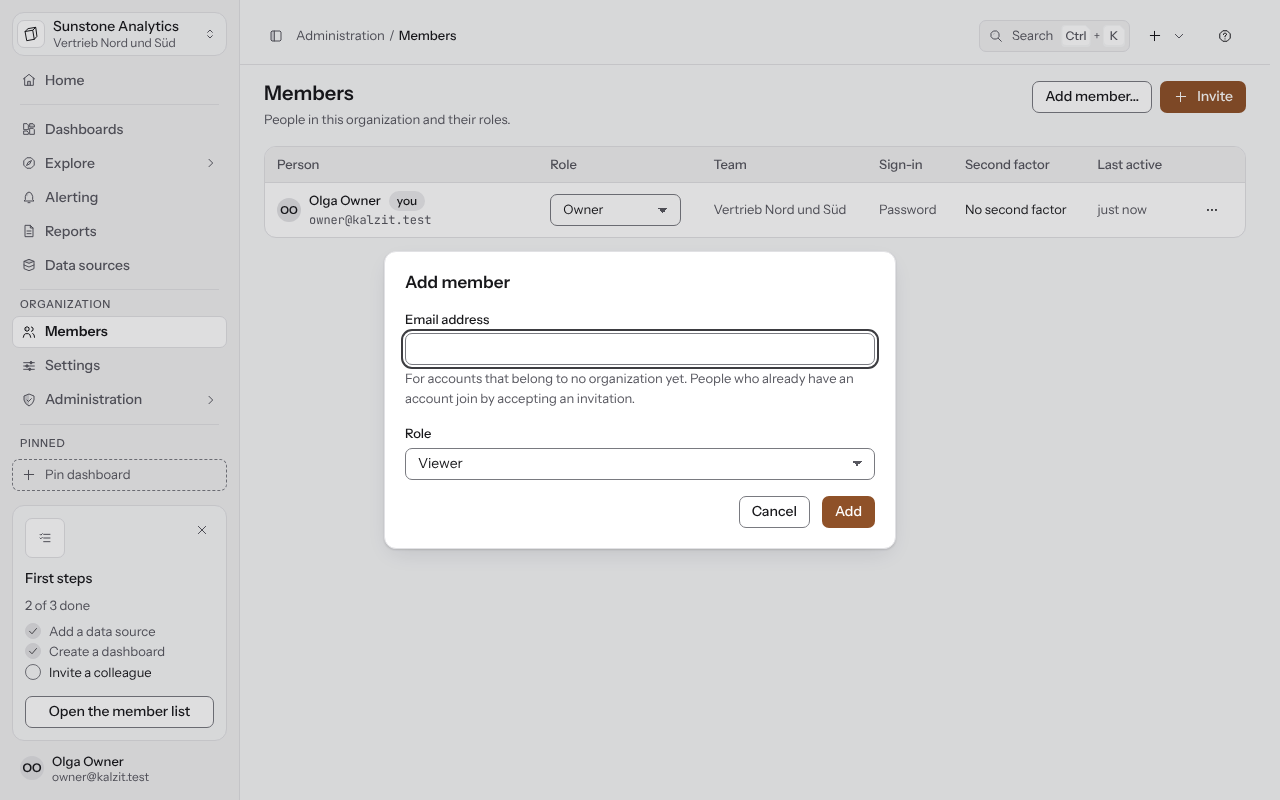 Sunstone Analytics
Vertrieb Nord und Süd
Home
Dashboards
Explore
Alerting
Reports
Data sources
ORGANIZATION
Members
Settings
Administration
PINNED
Pin dashboard
First steps
2 of 3 done
Add a data source
Create a dashboard
Invite a colleague
Open the member list
OO
Olga Owner
owner@kalzit.test
Administration / Members
Search Ctrl + K
Members
People in this organization and their roles.
Add member...
Invite
Person Role Team Sign-in Second factor Last active
OO Olga Owner you
owner@kalzit.test
Owner Vertrieb Nord und Süd Password No second factor just now
Add member
Email address
For accounts that belong to no organization yet. People who already have an
account join by accepting an invitation.
Role
Viewer
Cancel Add